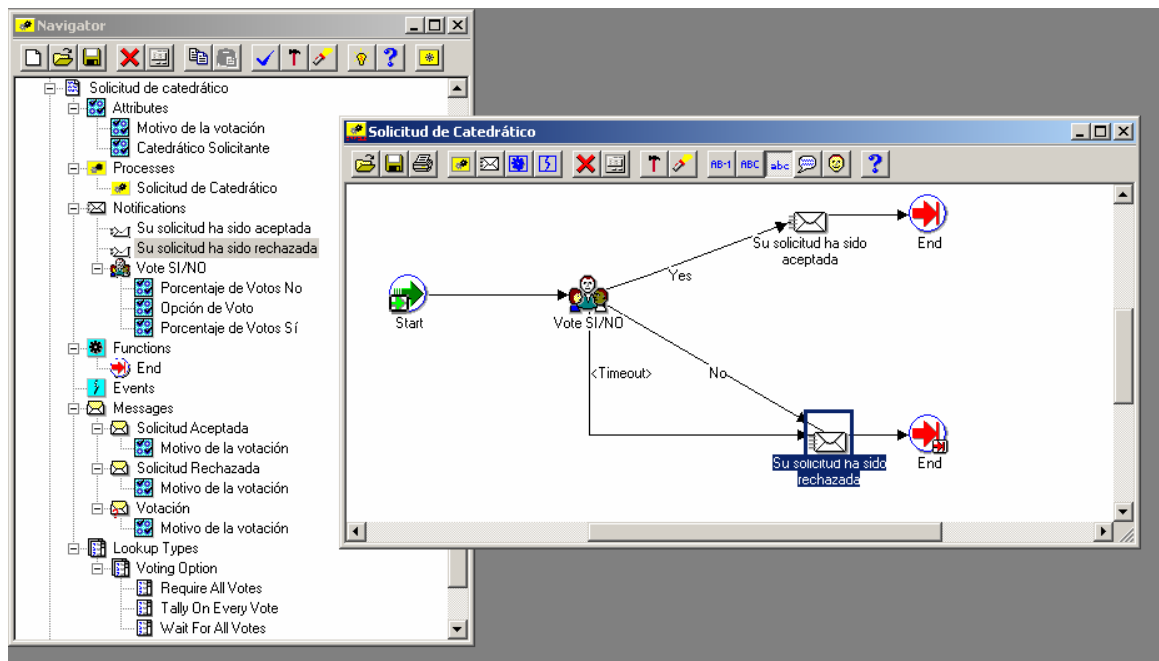 Navigator
Solicitud de catedrático
Attributes
Motivo de la votación
Catedrático Solicitante
Processes
Solicitud de Catedrático
Notifications
Su solicitud ha sido aceptada
Su solicitud ha sido rechazada
Vote SI/NO
Porcentaje de Votos No
Opción de Voto
Porcentaje de Votos Sí
Functions
End
Events
Messages
Solicitud Aceptada
Motivo de la votación
Solicitud Rechazada
Motivo de la votación
Votación
Motivo de la votación
Lookup Types
Voting Option
Require All Votes
Tally On Every Vote
Wait For All Votes
Solicitud de Catedrático
AB-1 ABC abc
Su solicitud ha sido
aceptada
End
Yes
Start
Vote SI/NO
<Timeout>
No
Su solicitud ha sido
rechazada
End